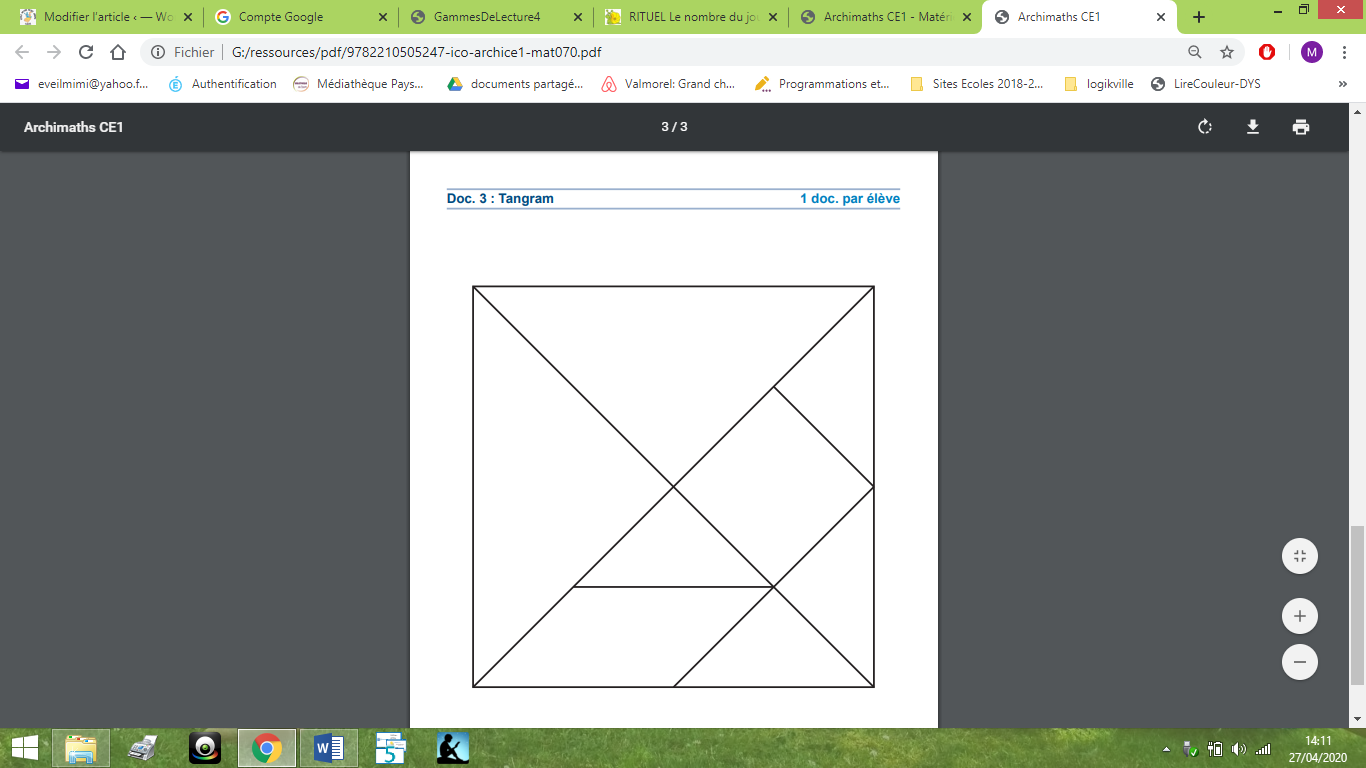 Modifier l'article ‹ — Wo
Compte Google
GammesDeLecture4
RITUEL Le nombre du jou
Archimaths CE1 - Matéri
Archimaths CE1
Fichier
G:/ressources/pdf/9782210505247-ico-archice1-mat070.pdf
M
eveilmimi@yahoo.f...
Authentification
Médiathèque Pays...
documents partagé...
Valmorel: Grand ch...
Programmations et...
Sites Ecoles 2018-2...
logikville
LireCouleur-DYS
»
Archimaths CE1
3 / 3
Doc. 3 : Tangram
1 doc. par élève
W
5
14:11
27/04/2020